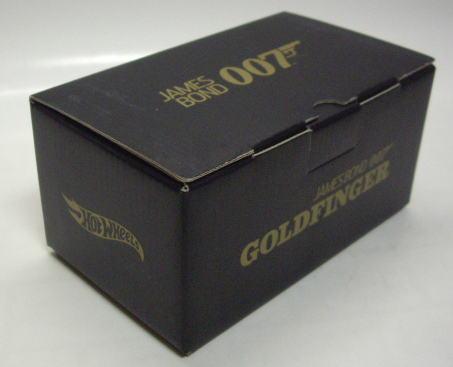 JAMES
BOND 007
JAMES BOND 007
GOLDFINGER
HOT WHEELS